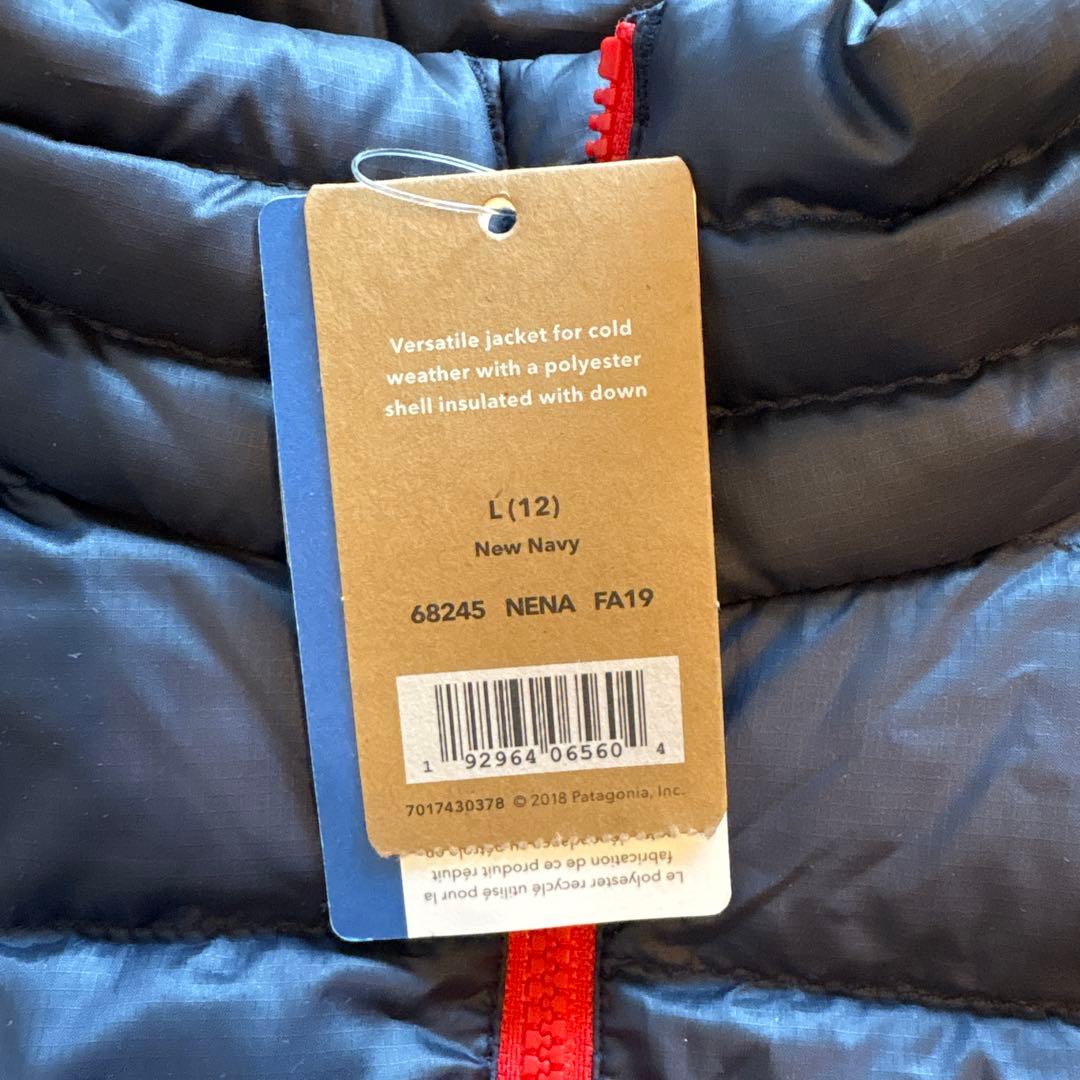 Versatile jacket for cold
weather with a polyester
shell insulated with down
L (12)
New Navy
68245 NENA FA19
1 92964 06560 4
7017430378 © 2018 Patagonia, Inc.
Le polyester recyclé utilisé pour la
fabrication de ce produit réduit